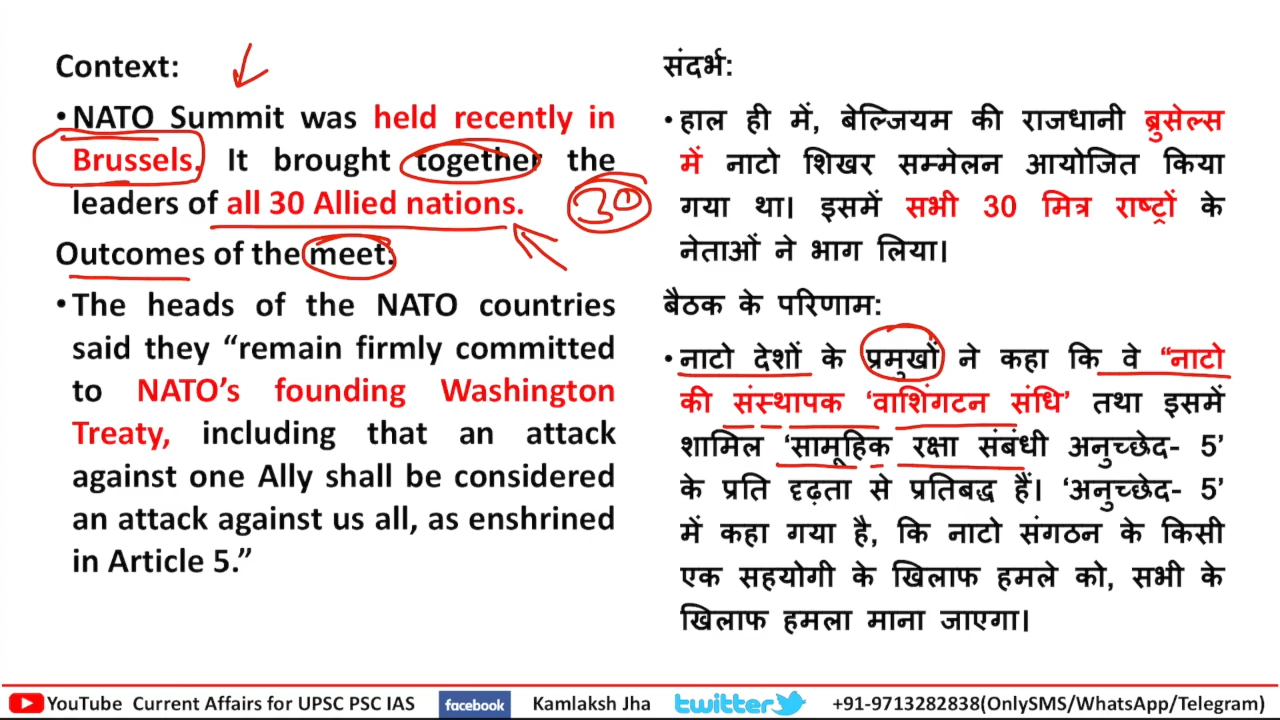 Context:
•NATO Summit was held recently in
Brussels. It brought together the
leaders of all 30 Allied nations.
30
Outcomes of the meet:
•The heads of the NATO countries
said they “remain firmly committed
to NATO’s founding Washington
Treaty, including that an attack
against one Ally shall be considered
an attack against us all, as enshrined
in Article 5.”
संदर्भ:
•हाल ही में, बेल्जियम की राजधानी ब्रुसेल्स
में नाटो शिखर सम्मेलन आयोजित किया
गया था। इसमें सभी 30 मित्र राष्ट्रों के
नेताओं ने भाग लिया।
बैठक के परिणाम:
•नाटो देशों के प्रमुखों ने कहा कि वे “नाटो
की संस्थापक ‘वाशिंगटन संधि’ तथा इसमें
शामिल ‘सामूहिक रक्षा संबंधी अनुच्छेद- 5’
के प्रति दृढ़ता से प्रतिबद्ध हैं। ‘अनुच्छेद- 5’
में कहा गया है, कि नाटो संगठन के किसी
एक सहयोगी के खिलाफ हमले को, सभी के
खिलाफ हमला माना जाएगा।
YouTube Current Affairs for UPSC PSC IAS facebook Kamlaksh Jha twitter +91-9713282838(OnlySMS/WhatsApp/Telegram)